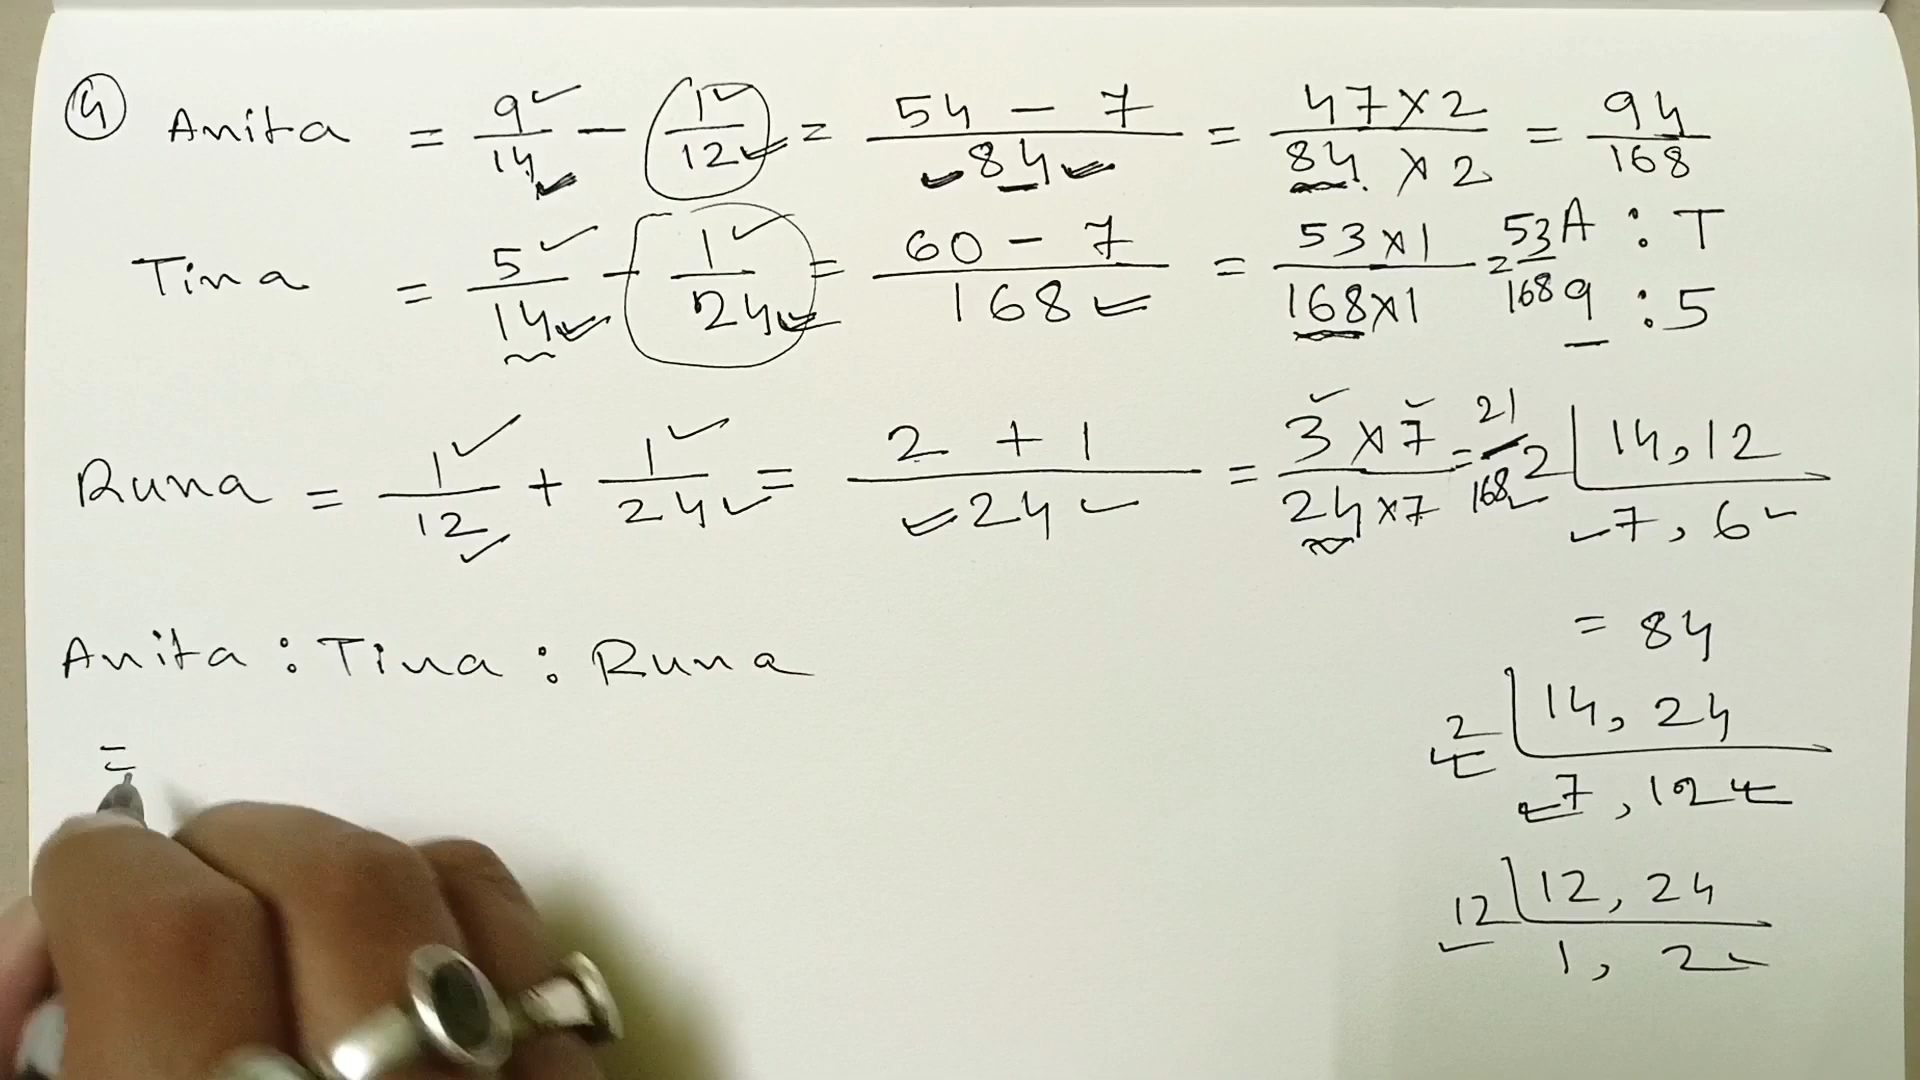 ④ Anita = 9/14 - 1/12 = 54 - 7 / 84 = 47 × 2 / 84 × 2 = 94/168
Tina = 5/14 - 1/24 = 60 - 7 / 168 = 53 × 1 / 168 × 1 = 53/168
A : T
9 : 5
Runa = 1/12 + 1/24 = 2 + 1 / 24 = 3 × 7 / 24 × 7 = 21/168
2 | 14, 12
7, 6
= 84
Anita : Tina : Runa
=
2 | 14, 24
7, 12
12 | 12, 24
1, 2